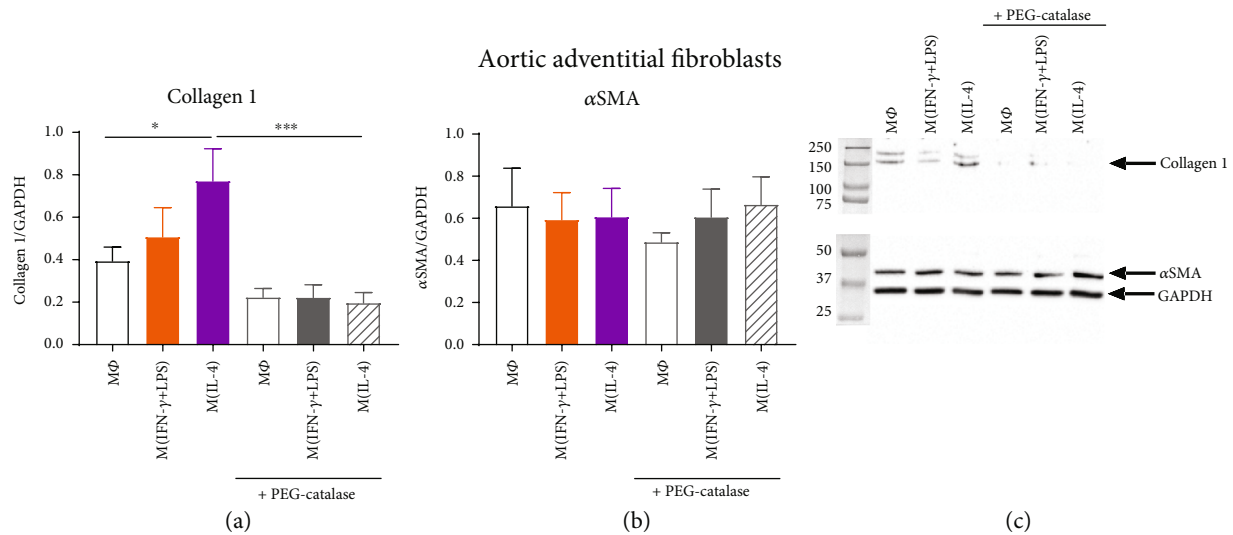 Aortic adventitial fibroblasts
Collagen 1
* ***
Collagen 1/GAPDH
1.0
0.8
0.6
0.4
0.2
0.0
MΦ
M(IFN-γ+LPS)
M(IL-4)
MΦ
M(IFN-γ+LPS)
M(IL-4)
+ PEG-catalase
(a)
αSMA
αSMA/GAPDH
1.0
0.8
0.6
0.4
0.2
0.0
MΦ
M(IFN-γ+LPS)
M(IL-4)
MΦ
M(IFN-γ+LPS)
M(IL-4)
+ PEG-catalase
(b)
+ PEG-catalase
MΦ
M(IFN-γ+LPS)
M(IL-4)
MΦ
M(IFN-γ+LPS)
M(IL-4)
250
150
100
75
Collagen 1
50
37
25
αSMA
GAPDH
(c)